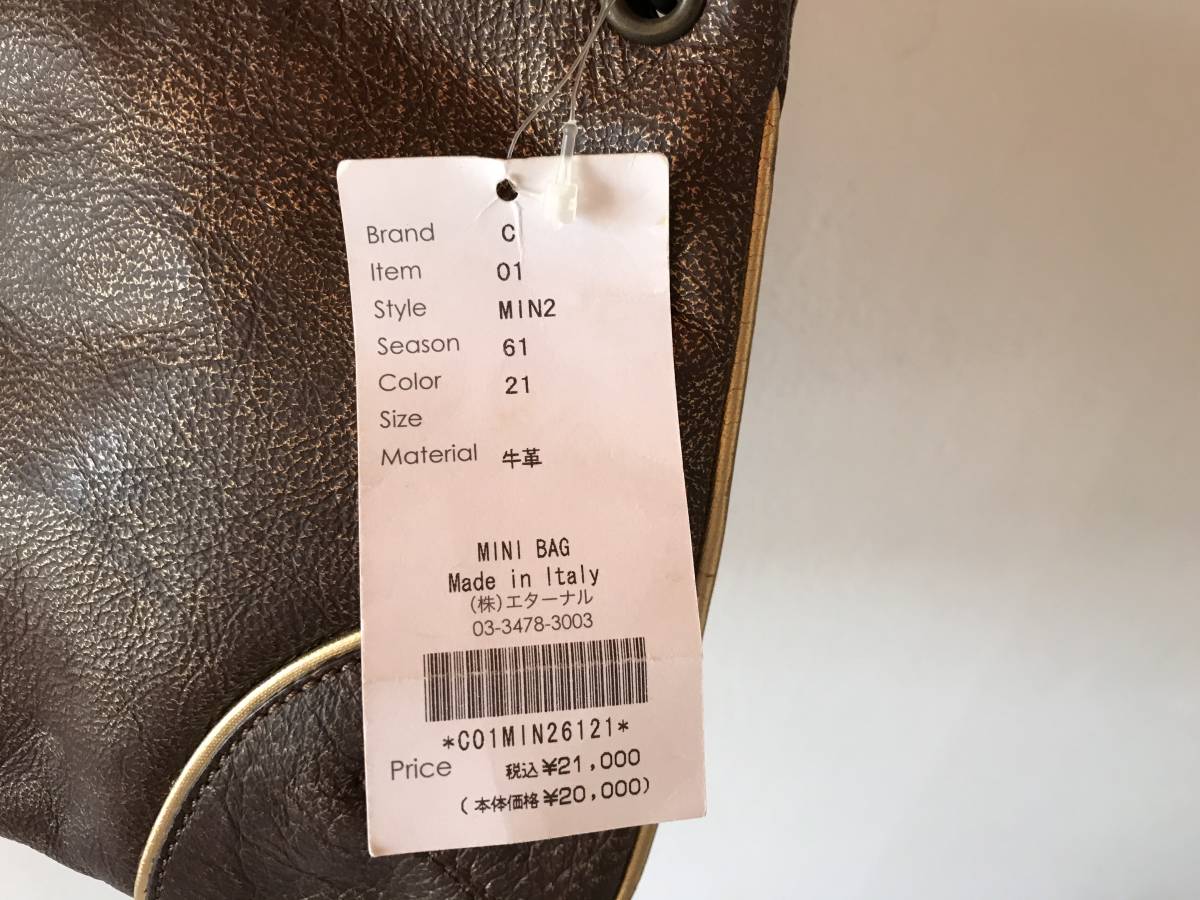 Brand C
Item 01
Style MIN2
Season 61
Color 21
Size
Material 牛革
MINI BAG
Made in Italy
(株)エターナル
03-3478-3003
*C01MIN26121*
Price 税込¥21,000
(本体価格¥20,000)